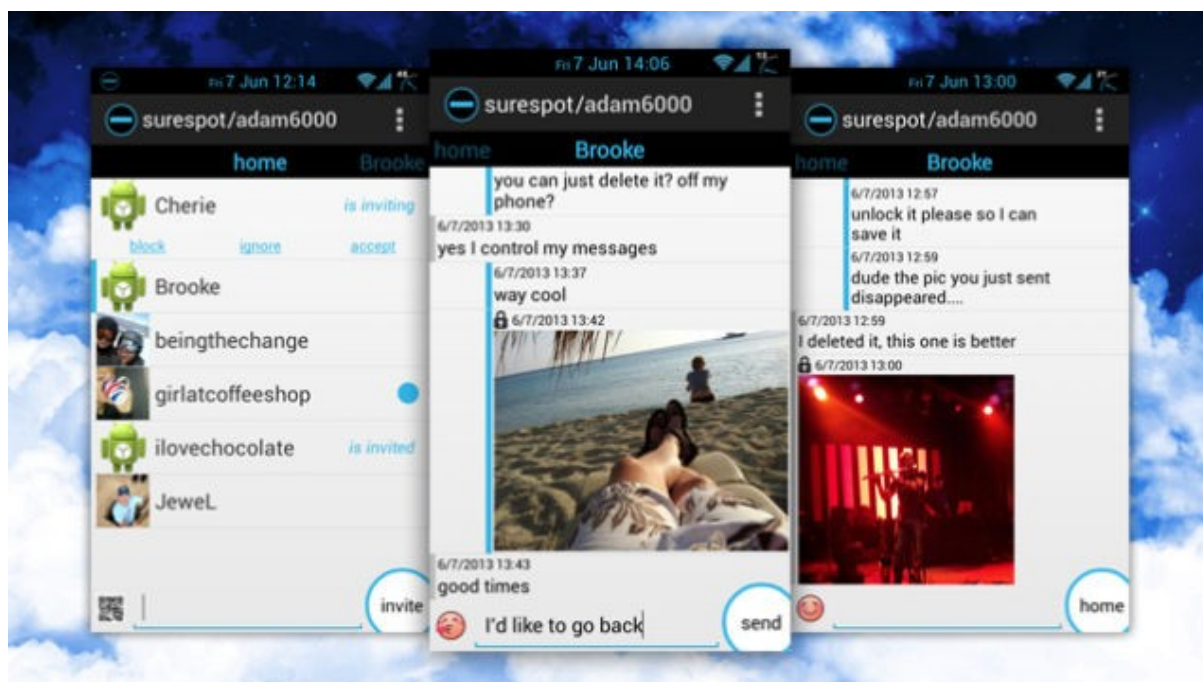 Fri 7 Jun 12:14
surespot/adam6000
home Brooke
Cherie is inviting
block ignore accept
Brooke
beingthechange
girlatcoffeeshop
ilovechocolate is invited
JeweL
invite
Fri 7 Jun 14:06
surespot/adam6000
home Brooke
you can just delete it? off my
phone?
6/7/2013 13:30
yes I control my messages
6/7/2013 13:37
way cool
6/7/2013 13:42
6/7/2013 13:43
good times
I'd like to go back
send
Fri 7 Jun 13:00
surespot/adam6000
home Brooke
6/7/2013 12:57
unlock it please so I can
save it
6/7/2013 12:59
dude the pic you just sent
disappeared....
6/7/2013 12:59
I deleted it, this one is better
6/7/2013 13:00
home